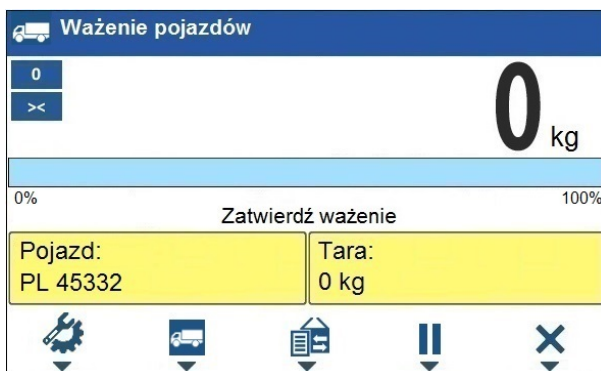 Ważenie pojazdów
0
><
0 kg
0% 100%
Zatwierdź ważenie
Pojazd:
PL 45332
Tara:
0 kg